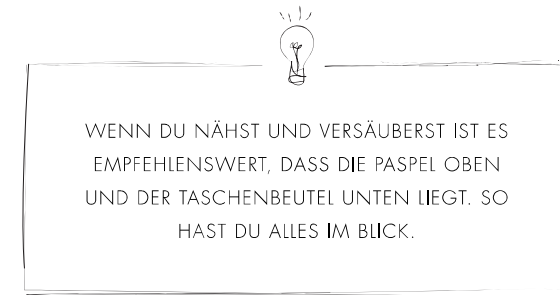 WENN DU NÄHST UND VERSÄUBERST IST ES
EMPFEHLENSWERT, DASS DIE PASPEL OBEN
UND DER TASCHENBEUTEL UNTEN LIEGT. SO
HAST DU ALLES IM BLICK.